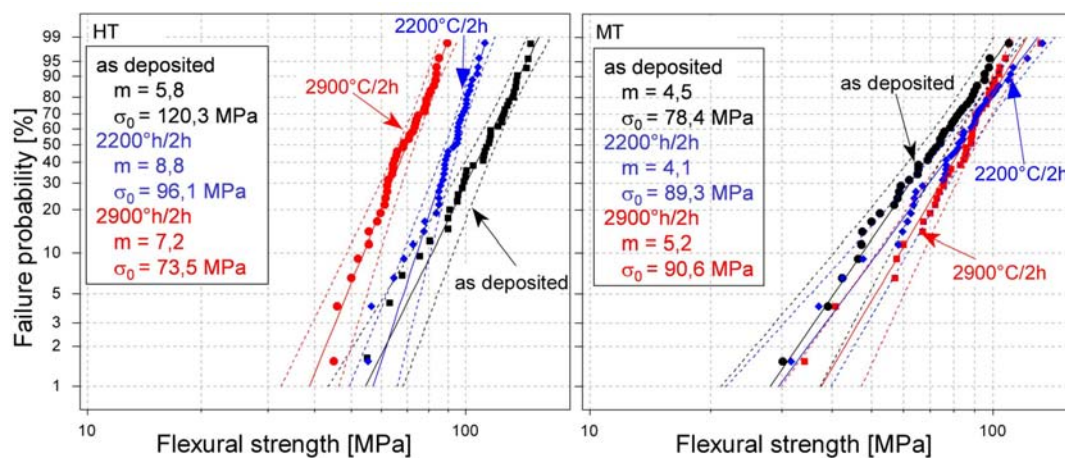 HT
99
95
90
80
70
60
50
40
30
20
10
5
3
2
1
Failure probability [%]
as deposited
m = 5,8
σ0 = 120,3 MPa
2200°h/2h
m = 8,8
σ0 = 96,1 MPa
2900°h/2h
m = 7,2
σ0 = 73,5 MPa
2200°C/2h
2900°C/2h
as deposited
10
100
Flexural strength [MPa]
MT
as deposited
m = 4,5
σ0 = 78,4 MPa
2200°h/2h
m = 4,1
σ0 = 89,3 MPa
2900°h/2h
m = 5,2
σ0 = 90,6 MPa
as deposited
2200°C/2h
2900°C/2h
10
100
Flexural strength [MPa]